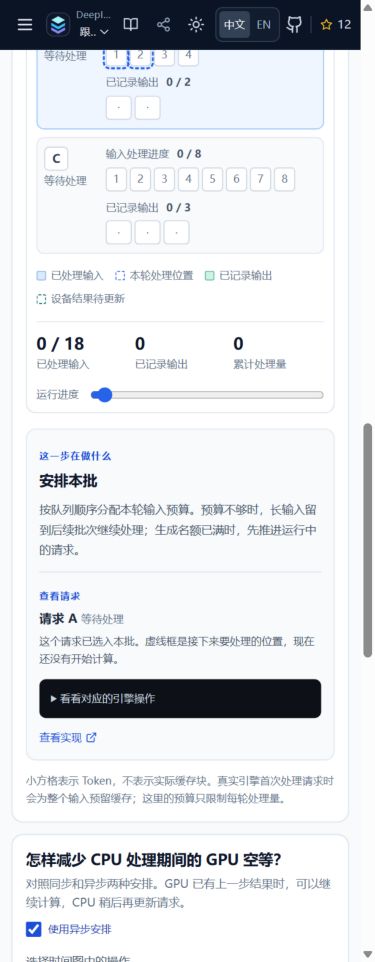 Deepl...
跟..
中文
EN
12
等待处理
1 2 3 4
已记录输出 0 / 2
C
等待处理
输入处理进度 0 / 8
1 2 3 4 5 6 7 8
已记录输出 0 / 3
已处理输入 本轮处理位置 已记录输出
设备结果待更新
0 / 18
已处理输入
0
已记录输出
0
累计处理量
运行进度
这一步在做什么
安排本批
按队列顺序分配本轮输入预算。预算不够时，长输入留
到后续批次继续处理；生成名额已满时，先推进运行中
的请求。
查看请求
请求 A 等待处理
这个请求已选入本批。虚线框是接下来要处理的位置，现在
还没有开始计算。
看看对应的引擎操作
查看实现
小方格表示 Token，不表示实际缓存块。真实引擎首次处理请求时
会为整个输入预留缓存；这里的预算只限制每轮处理量。
怎样减少 CPU 处理期间的 GPU 空等？
对照同步和异步两种安排。GPU 已有上一步结果时，可以继
续计算，CPU 稍后再更新请求。
使用异步安排
选择时间图中的操作